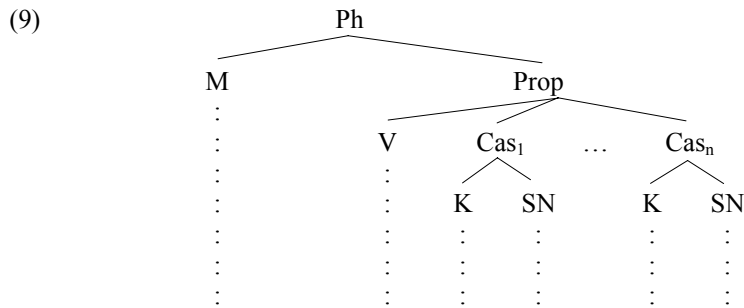 (9) Ph
M Prop
V Cas₁ … Casₙ
K SN K SN